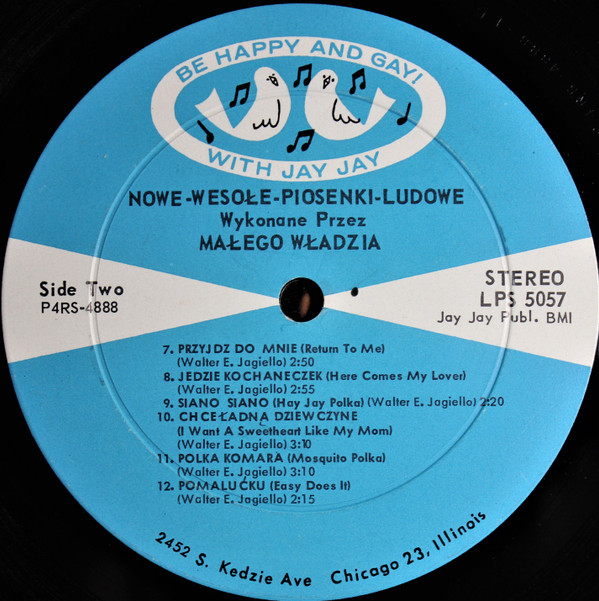 BE HAPPY AND GAY!
WITH JAY JAY
NOWE-WESOŁE-PIOSENKI-LUDOWE
Wykonane Przez
MAŁEGO WŁADZIA
Side Two
P4RS-4888
STEREO
LPS 5057
Jay Jay Publ. BMI
7. PRZYJDZ DO MNIE (Return To Me)
(Walter E. Jagiello) 2:50
8. JEDZIE KOCHANECZEK (Here Comes My Lover)
(Walter E. Jagiello) 2:55
9. SIANO SIANO (Hay Jay Polka) (Walter E. Jagiello) 2:20
10. CHCEŁADNĄ DZIEWCZYNE
(I Want A Sweetheart Like My Mom)
(Walter E. Jagiello) 3:10
11. POLKA KOMARA (Mosquito Polka)
(Walter E. Jagiello) 3:10
12. POMALUĆKU (Easy Does It)
(Walter E. Jagiello) 2:15
2452 S. Kedzie Ave Chicago 23, Illinois